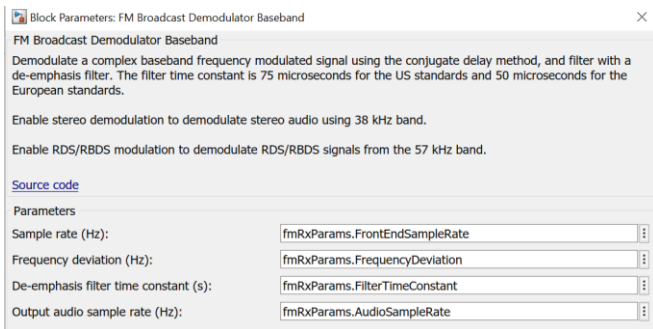 Block Parameters: FM Broadcast Demodulator Baseband
FM Broadcast Demodulator Baseband
Demodulate a complex baseband frequency modulated signal using the conjugate delay method, and filter with a
de-emphasis filter. The filter time constant is 75 microseconds for the US standards and 50 microseconds for the
European standards.
Enable stereo demodulation to demodulate stereo audio using 38 kHz band.
Enable RDS/RBDS modulation to demodulate RDS/RBDS signals from the 57 kHz band.
Source code
Parameters
Sample rate (Hz): fmRxParams.FrontEndSampleRate
Frequency deviation (Hz): fmRxParams.FrequencyDeviation
De-emphasis filter time constant (s): fmRxParams.FilterTimeConstant
Output audio sample rate (Hz): fmRxParams.AudioSampleRate